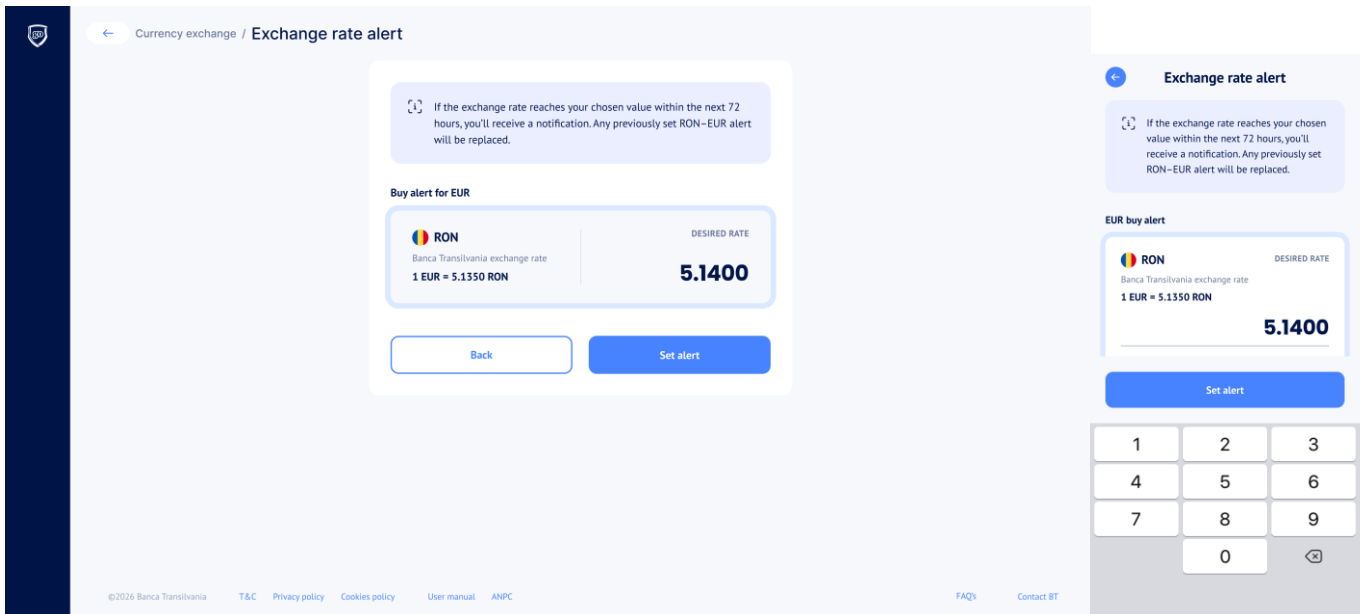 Currency exchange / Exchange rate alert
If the exchange rate reaches your chosen value within the next 72
hours, you'll receive a notification. Any previously set RON–EUR alert
will be replaced.
Buy alert for EUR
RON
DESIRED RATE
Banca Transilvania exchange rate
1 EUR = 5.1350 RON
5.1400
Back
Set alert
©2026 Banca Transilvania
T&C
Privacy policy
Cookies policy
User manual
ANPC
FAQ's
Contact BT
Exchange rate alert
If the exchange rate reaches your chosen
value within the next 72 hours, you'll
receive a notification. Any previously set
RON–EUR alert will be replaced.
EUR buy alert
RON
DESIRED RATE
Banca Transilvania exchange rate
1 EUR = 5.1350 RON
5.1400
Set alert
1 2 3
4 5 6
7 8 9
0